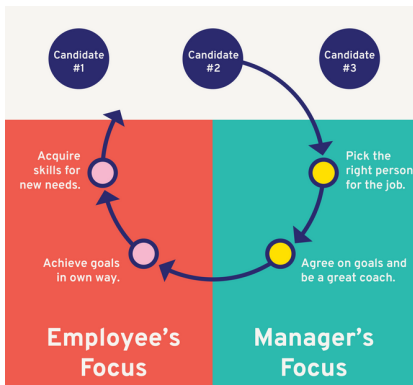 Candidate
#1
Candidate
#2
Candidate
#3
Acquire
skills for
new needs.
Pick the
right person
for the job.
Achieve goals
in own way.
Agree on goals and
be a great coach.
Employee's
Focus
Manager's
Focus